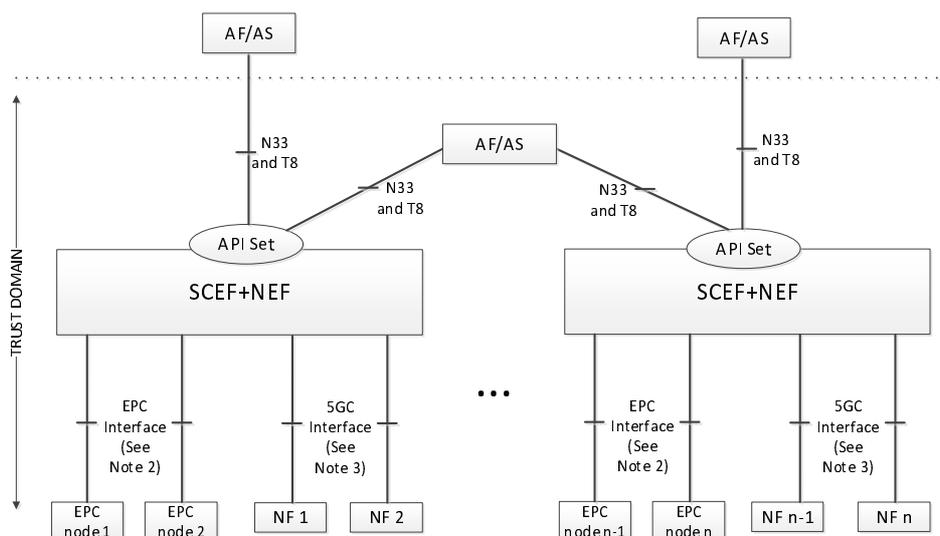 AF/AS
AF/AS
N33
and T8
AF/AS
N33
and T8
N33
and T8
N33
and T8
API Set
API Set
SCEF+NEF
SCEF+NEF
TRUST DOMAIN
...
EPC
Interface
(See
Note 2)
5GC
Interface
(See
Note 3)
EPC
Interface
(See
Note 2)
5GC
Interface
(See
Note 3)
EPC
node 1
EPC
node 2
NF 1
NF 2
EPC
node n-1
EPC
node n
NF n-1
NF n